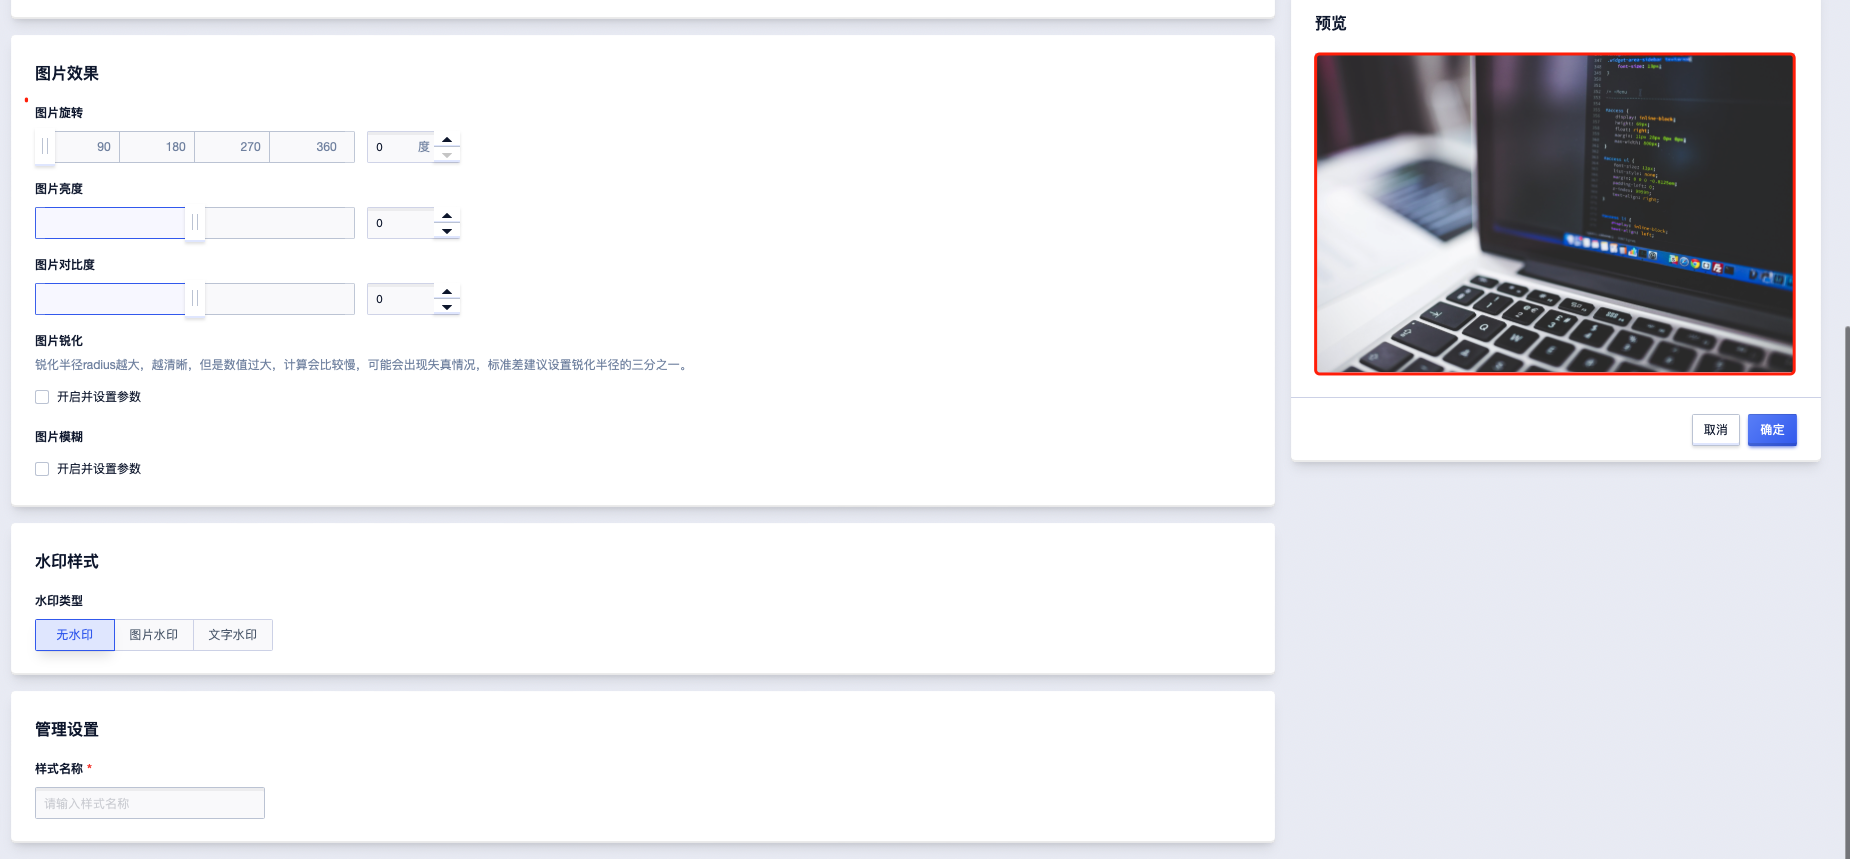 图片效果
图片旋转
90 180 270 360 0 度
图片亮度
0
图片对比度
0
图片锐化
锐化半径radius越大，越清晰，但是数值过大，计算会比较慢，可能会出现失真情况，标准差建议设置锐化半径的三分之一。
开启并设置参数
图片模糊
开启并设置参数
水印样式
水印类型
无水印 图片水印 文字水印
管理设置
样式名称 *
请输入样式名称
预览
取消 确定